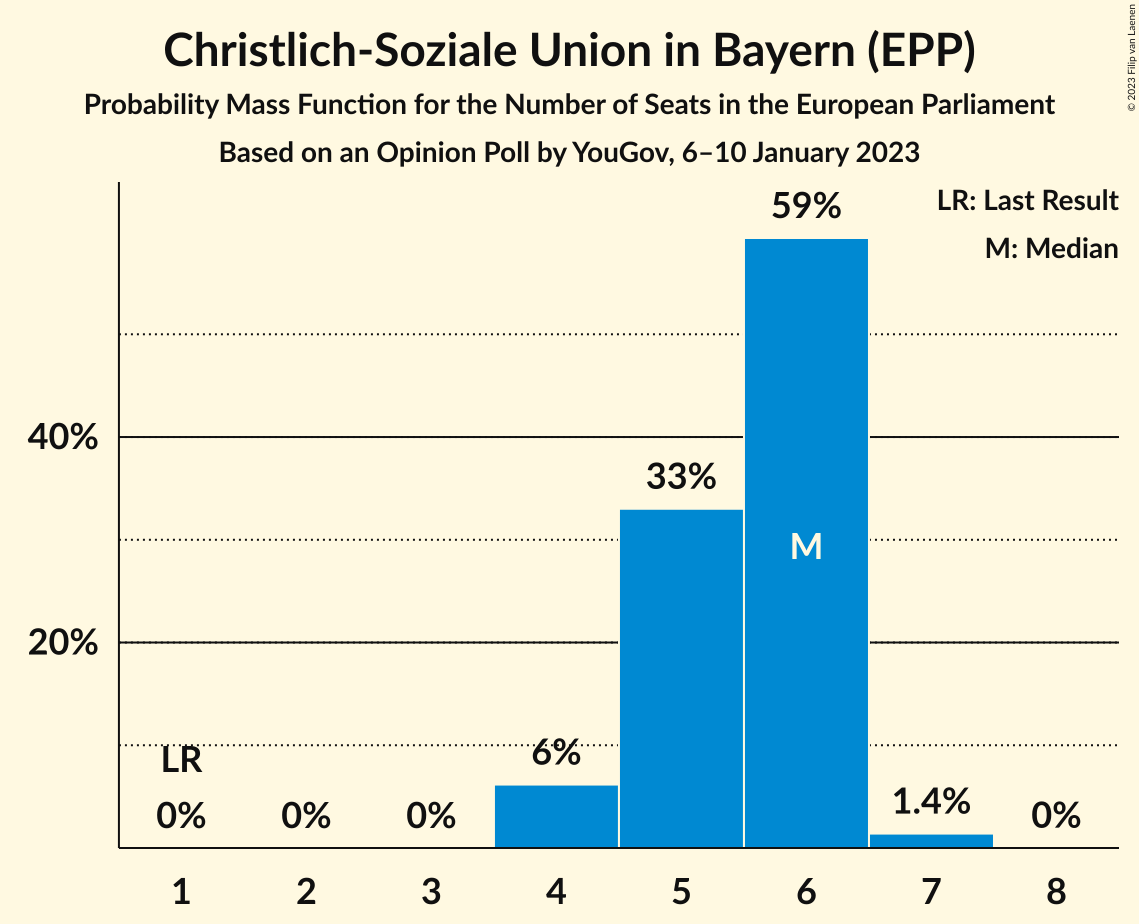 Christlich-Soziale Union in Bayern (EPP)
Probability Mass Function for the Number of Seats in the European Parliament
Based on an Opinion Poll by YouGov, 6–10 January 2023
© 2023 Filip van Laenen
LR: Last Result
M: Median
59%
40%
33%
M
20%
LR
6%
0%
0%
0%
1.4%
0%
1 2 3 4 5 6 7 8